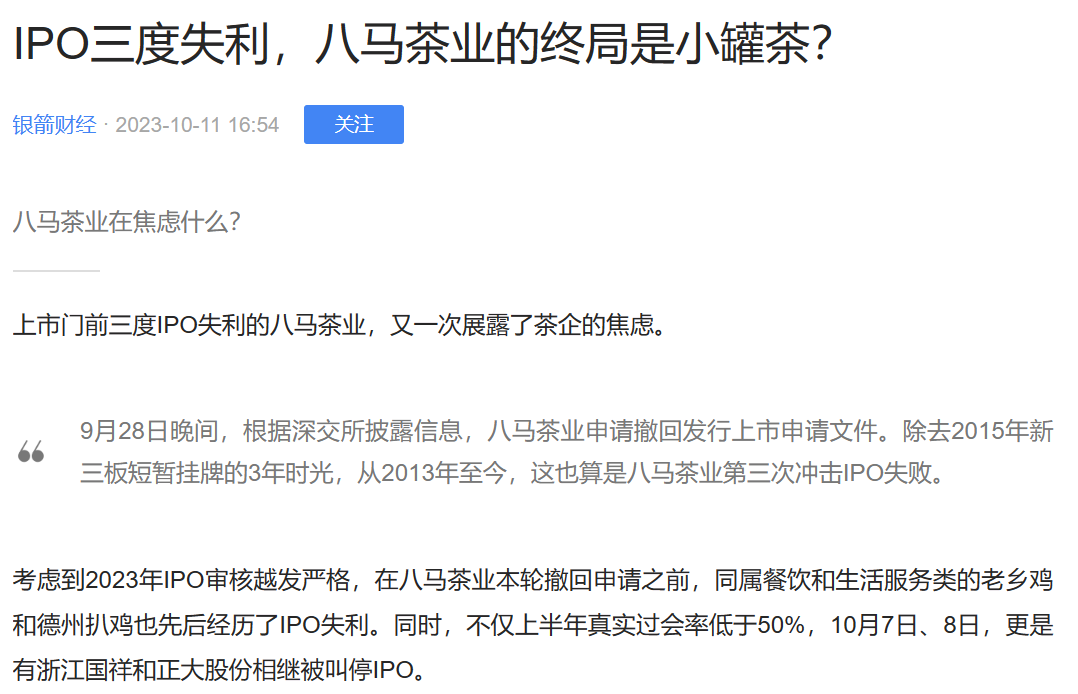 IPO三度失利，八马茶业的终局是小罐茶？
银箭财经 · 2023-10-11 16:54 关注
八马茶业在焦虑什么？
上市门前三度IPO失利的八马茶业，又一次展露了茶企的焦虑。
9月28日晚间，根据深交所披露信息，八马茶业申请撤回发行上市申请文件。除去2015年新
三板短暂挂牌的3年时光，从2013年至今，这也算是八马茶业第三次冲击IPO失败。
考虑到2023年IPO审核越发严格，在八马茶业本轮撤回申请之前，同属餐饮和生活服务类的老乡鸡
和德州扒鸡也先后经历了IPO失利。同时，不仅上半年真实过会率低于50%，10月7日、8日，更是
有浙江国祥和正大股份相继被叫停IPO。